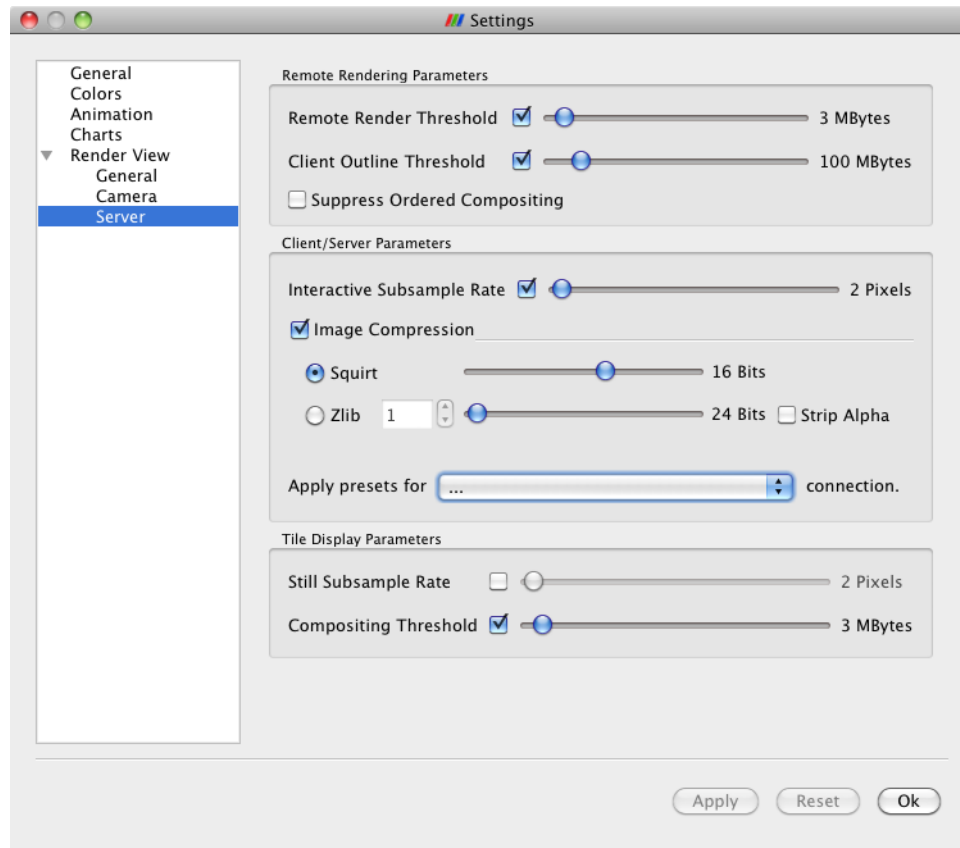 Settings
General
Colors
Animation
Charts
Render View
General
Camera
Server
Remote Rendering Parameters
Remote Render Threshold 3 MBytes
Client Outline Threshold 100 MBytes
Suppress Ordered Compositing
Client/Server Parameters
Interactive Subsample Rate 2 Pixels
Image Compression
Squirt 16 Bits
Zlib 1 24 Bits Strip Alpha
Apply presets for ... connection.
Tile Display Parameters
Still Subsample Rate 2 Pixels
Compositing Threshold 3 MBytes
Apply Reset Ok